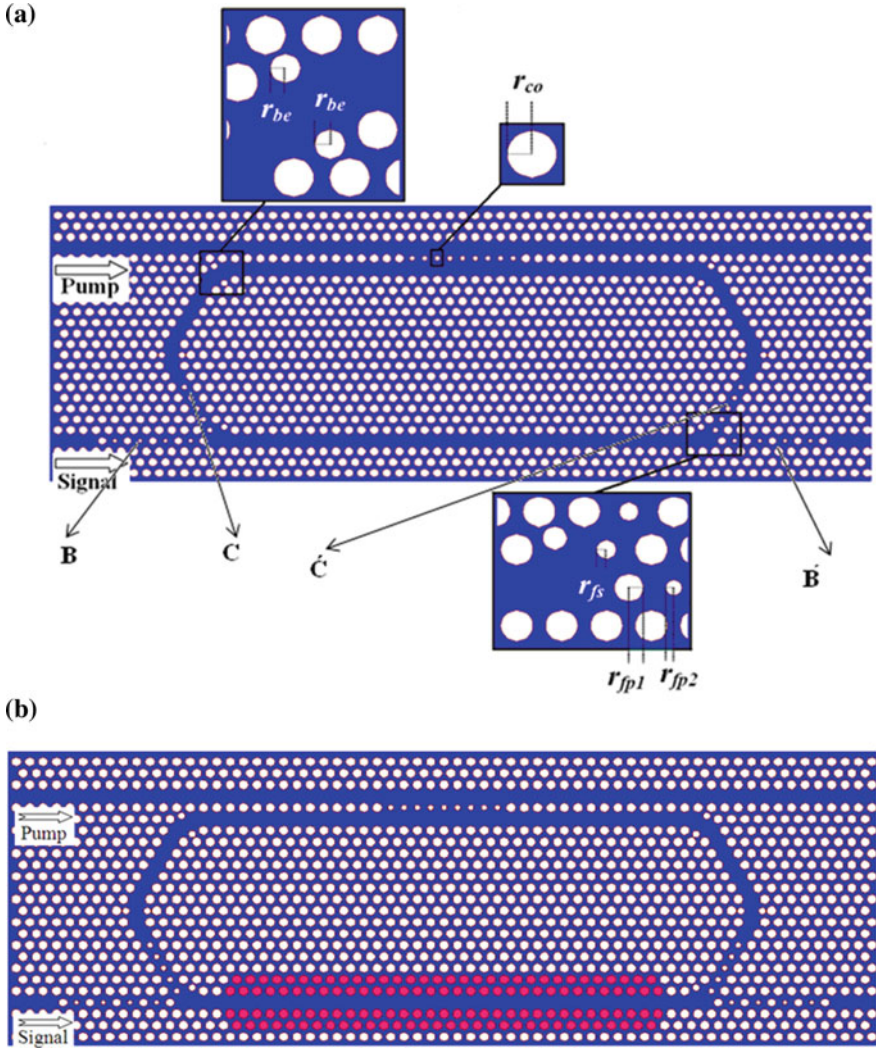 (a)
r_be
r_be
r_co
Pump
Signal
B
C
Ć
B́
r_fs
r_fp1
r_fp2
(b)
Pump
Signal